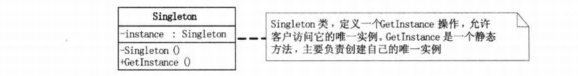 Singleton
-instance : Singleton
-Singleton ()
+GetInstance ()
Singleton 类，定义一个GetInstance 操作，允许
客户访问它的唯一实例。GetInstance 是一个静态
方法，主要负责创建自己的唯一实例